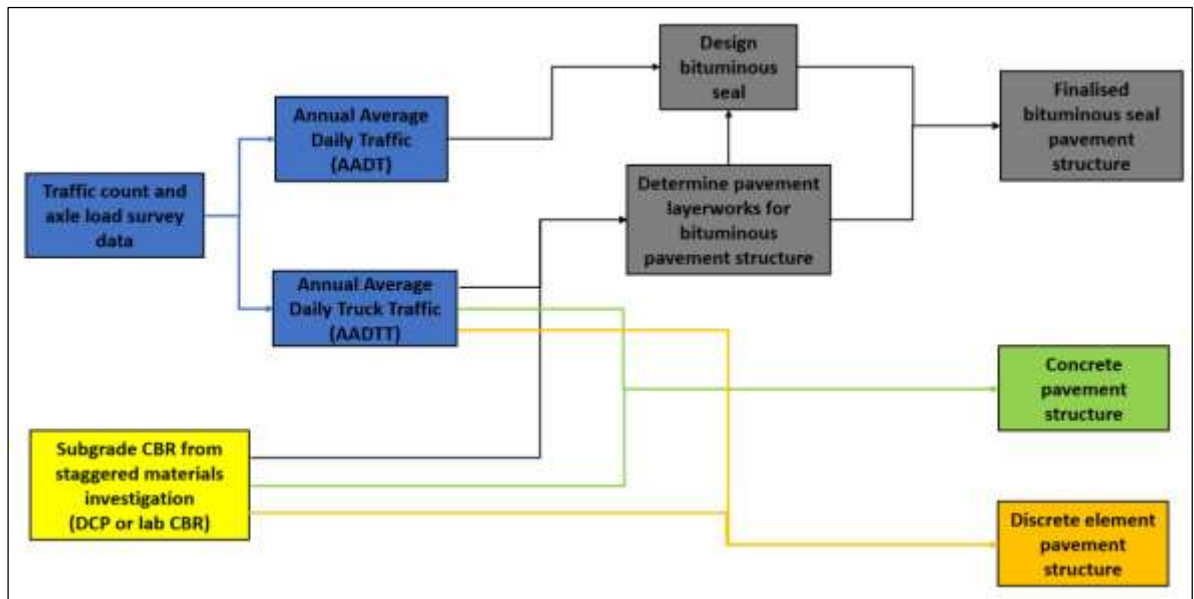 Design
bituminous
seal
Finalised
bituminous seal
pavement
structure
Annual Average
Daily Traffic
(AADT)
Traffic count and
axle load survey
data
Determine pavement
layerworks for
bituminous
pavement structure
Annual Average
Daily Truck Traffic
(AADTT)
Concrete
pavement
structure
Subgrade CBR from
staggered materials
investigation
(DCP or lab CBR)
Discrete element
pavement
structure